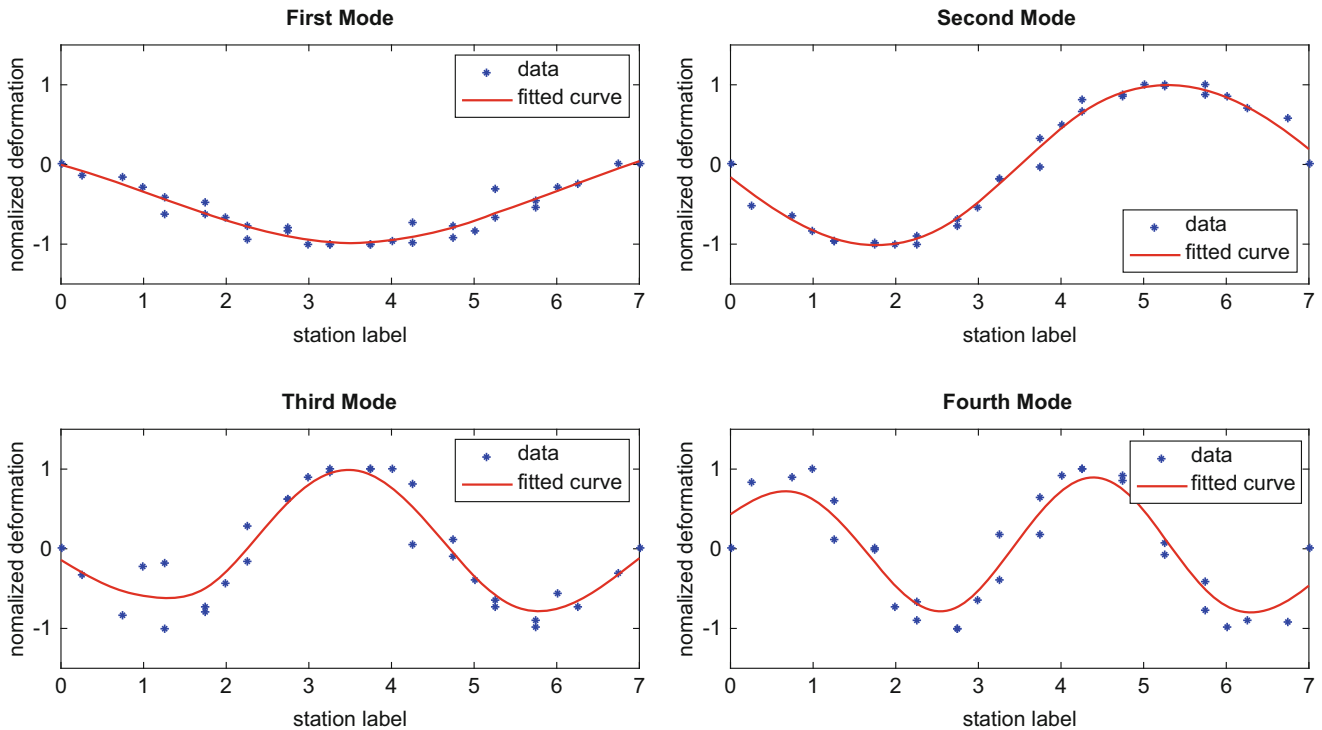 First Mode
nomalized deformation
1
0
-1
data
fitted curve
0 1 2 3 4 5 6 7
station label
Second Mode
nomalized deformation
1
0
-1
data
fitted curve
0 1 2 3 4 5 6 7
station label
Third Mode
nomalized deformation
1
0
-1
data
fitted curve
0 1 2 3 4 5 6 7
station label
Fourth Mode
nomalized deformation
1
0
-1
data
fitted curve
0 1 2 3 4 5 6 7
station label